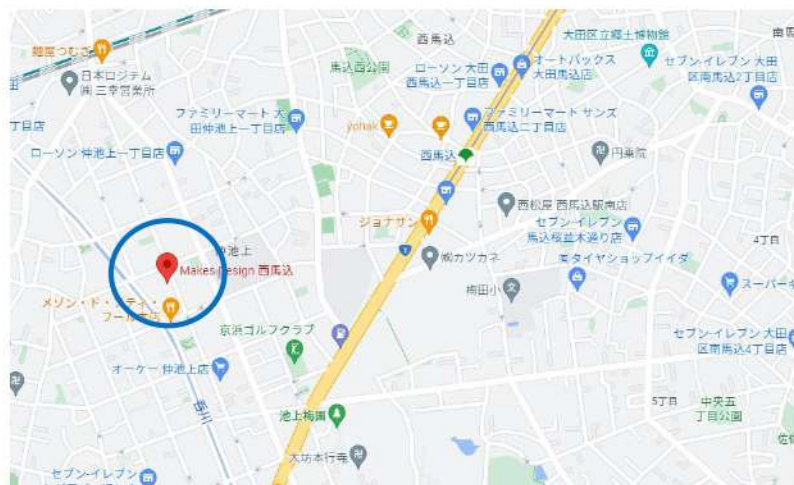 麺屋つむぎ
日本ロジテム
㈱ 三幸営業所
丁目店
ファミリーマート 大
田仲池上一丁目店
ローソン 仲池上一丁目店
西馬込
馬込西公園
ローソン 大田
西馬込一丁目店
yohak
大田区立郷土博物館
オートバックス
大田馬込店
ファミリーマート サンズ
西馬込二丁目店
西馬込
セブン-イレブン 大田
区南馬込2丁目店
円乗院
西松屋 西馬込駅南店
セブン-イレブン
馬込桜並木通り店
4丁目
ジョナサン
1
㈱カツカネ
㈲タイヤショップイイダ
梅田小
スーパー
仲池上
Makes Design 西馬込
メゾン・ド・
京浜ゴルフクラブ
オーケー 仲池上店
呑川
池上梅園
大坊本行寺
セブン-イレブン 大田
区南馬込4丁目店
5丁目
中央五
丁目公園
セブン-イレブン